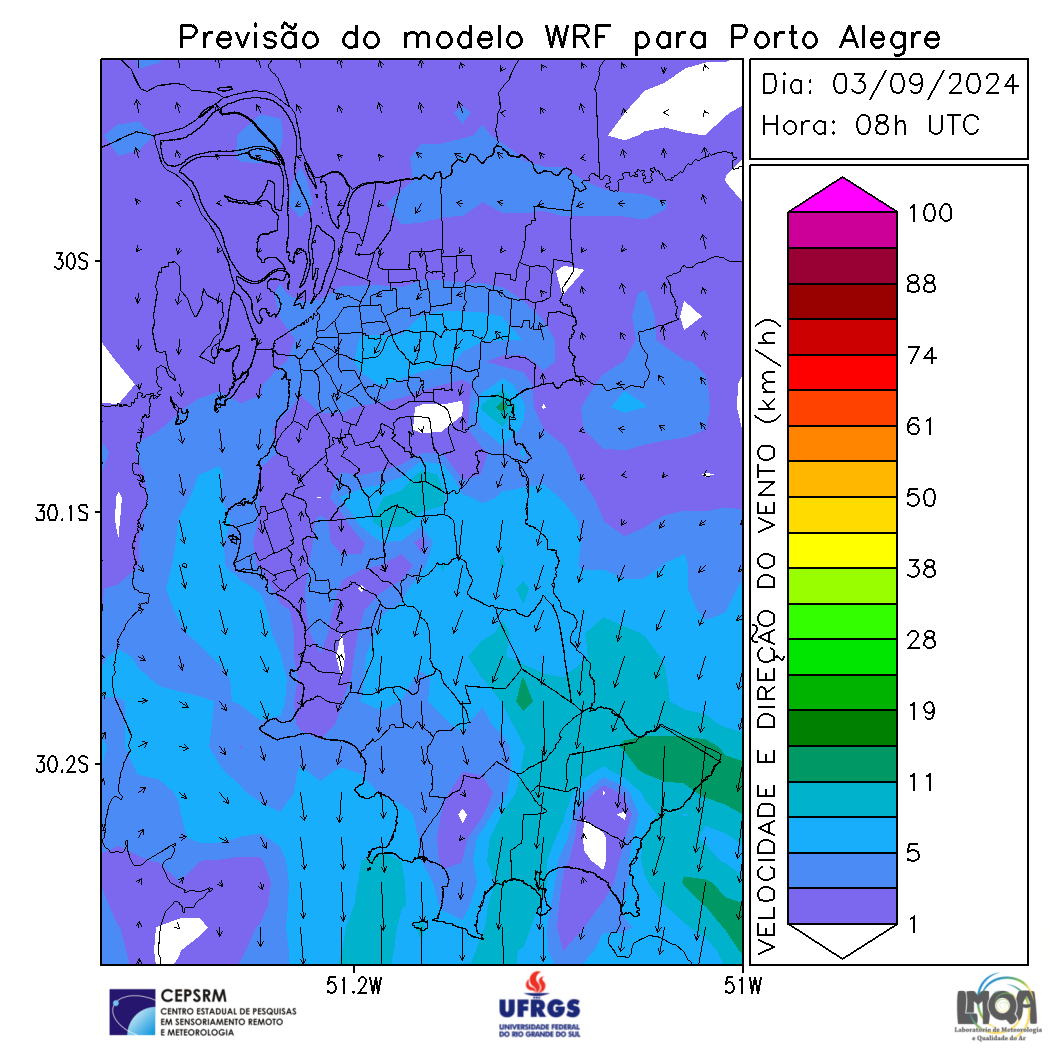 Previsão do modelo WRF para Porto Alegre
Dia: 03/09/2024
Hora: 08h UTC
30S
30.1S
30.2S
51.2W
51W
VELOCIDADE E DIREÇÃO DO VENTO (km/h)
100
88
74
61
50
38
28
19
11
5
1
CEPSRM
CENTRO ESTADUAL DE PESQUISAS
EM SENSORIAMENTO REMOTO
E METEOROLOGIA
UFRGS
UNIVERSIDADE FEDERAL
DO RIO GRANDE DO SUL
LMQA
Laboratório de Meteorologia
e Qualidade do Ar